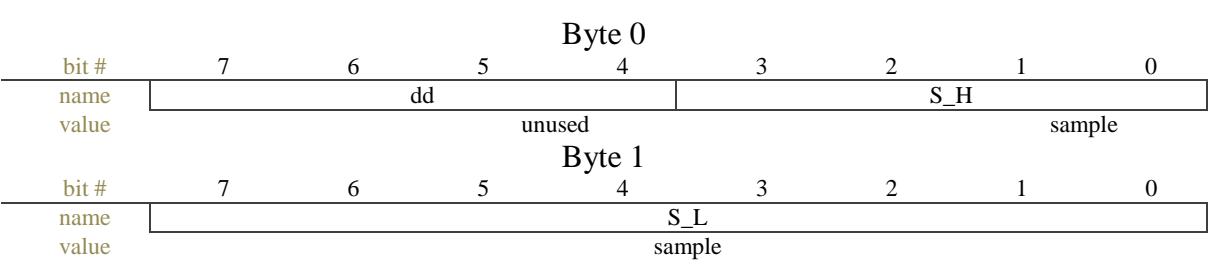 Byte 0
bit # 7 6 5 4 3 2 1 0
name dd S_H
value unused sample
Byte 1
bit # 7 6 5 4 3 2 1 0
name S_L
value sample